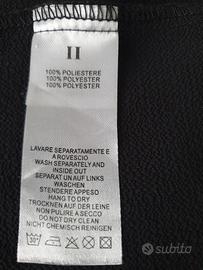 II
100% POLIESTERE
100% POLYESTER
100% POLYESTER
LAVARE SEPARATAMENTE E
A ROVESCIO
WASH SEPARATELY AND
INSIDE OUT
SEPARAT UN AUF LINKS
WASCHEN
STENDERE APPESO
HANG TO DRY
TROCKNEN AUF DER LEINE
NON PULIRE A SECCO
DO NOT DRY CLEAN
NICHT CHEMISCH REINIGEN
30°
subito